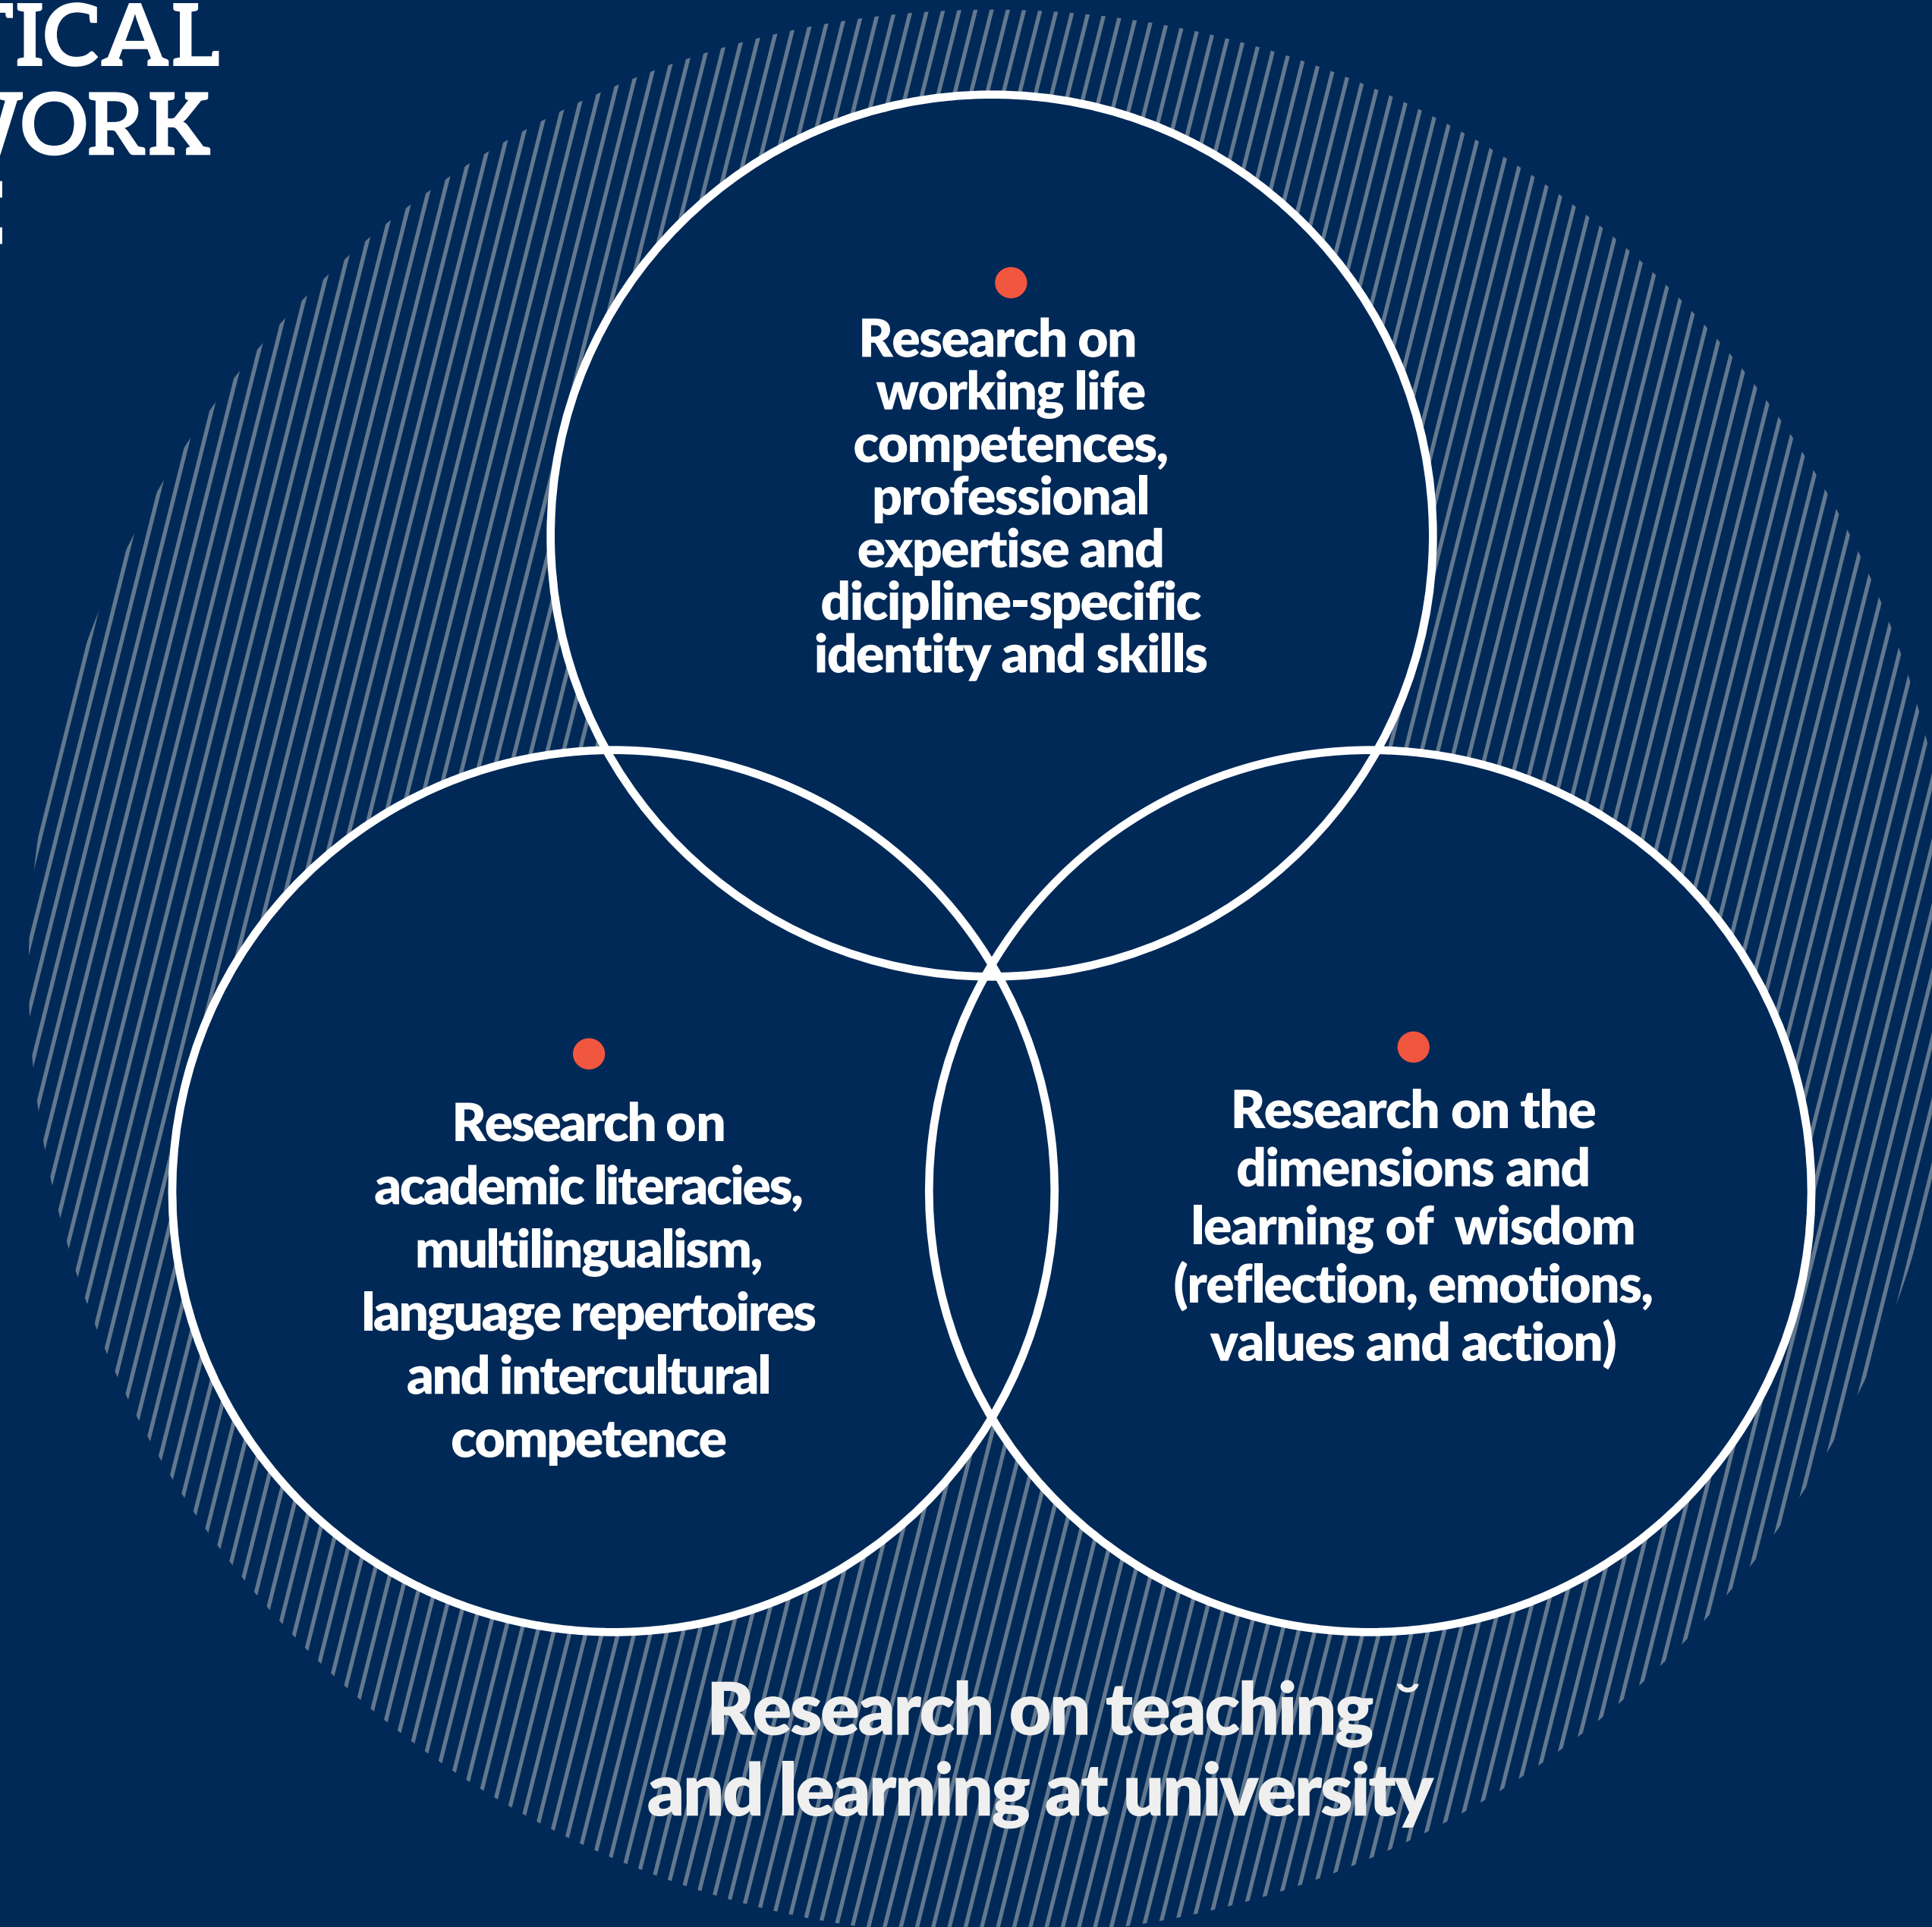 TICAL
WORK
Research on
working life
competences,
professional
expertise and
dicipline-specific
identity and skills
Research on
academic literacies,
multilingualism,
language repertoires
and intercultural
competence
Research on the
dimensions and
learning of wisdom
(reflection, emotions,
values and action)
Research on teaching ˘
and learning at university